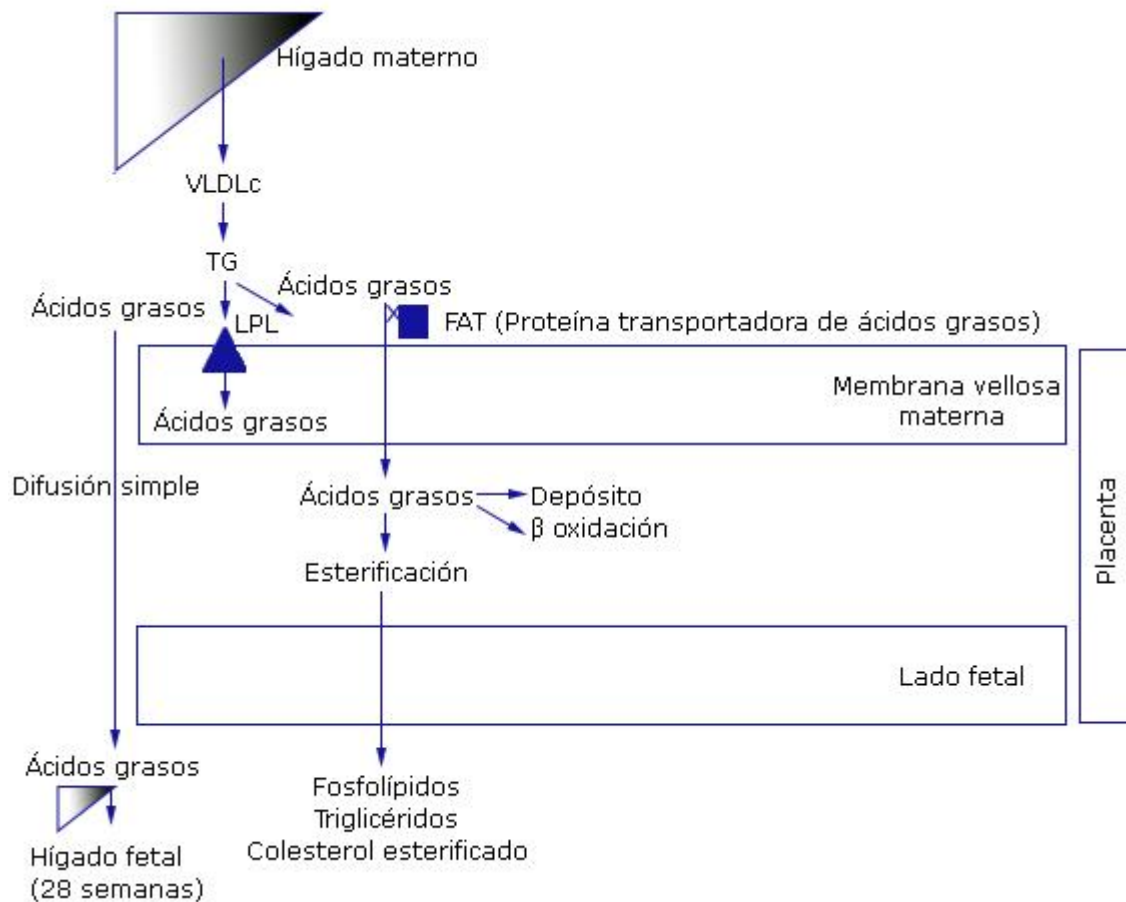 Hígado materno
VLDLc
TG
Ácidos grasos
Ácidos grasos
LPL
FAT (Proteína transportadora de ácidos grasos)
Membrana vellosa
materna
Ácidos grasos
Difusión simple
Ácidos grasos
Depósito
β oxidación
Placenta
Esterificación
Lado fetal
Ácidos grasos
Fosfolípidos
Triglicéridos
Colesterol esterificado
Hígado fetal
(28 semanas)